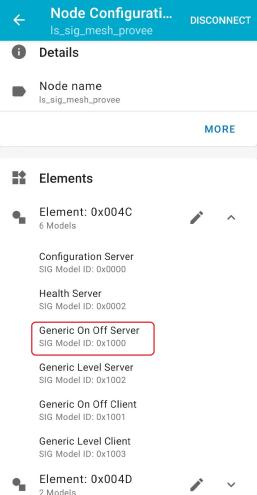 Node Configurati...
DISCONNECT
ls_sig_mesh_provee
Details
Node name
ls_sig_mesh_provee
MORE
Elements
Element: 0x004C
6 Models
Configuration Server
SIG Model ID: 0x0000
Health Server
SIG Model ID: 0x0002
Generic On Off Server
SIG Model ID: 0x1000
Generic Level Server
SIG Model ID: 0x1002
Generic On Off Client
SIG Model ID: 0x1001
Generic Level Client
SIG Model ID: 0x1003
Element: 0x004D
2 Models